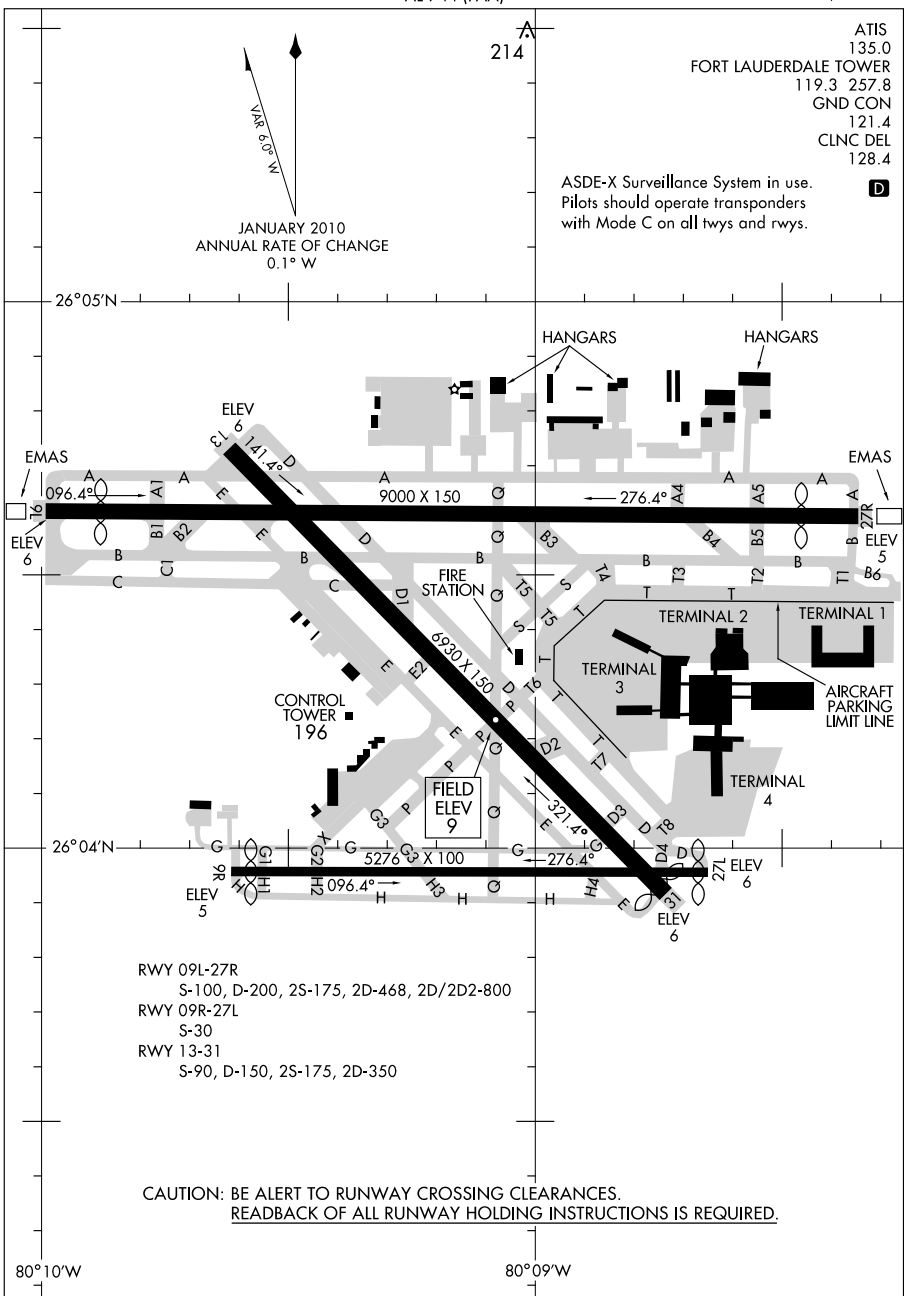 214
ATIS
135.0
FORT LAUDERDALE TOWER
119.3 257.8
GND CON
121.4
CLNC DEL
128.4
D
ASDE-X Surveillance System in use.
Pilots should operate transponders
with Mode C on all twys and rwys.
VAR 6.0° W
JANUARY 2010
ANNUAL RATE OF CHANGE
0.1° W
26°05'N
HANGARS
HANGARS
ELEV
6
13
141.4°
D
EMAS
EMAS
A
A1
A
E
A
Q
A4
A
A5
A
A
096.4°
9000 X 150
276.4°
9L
27R
ELEV
6
ELEV
5
B1
B2
E
D
Q
B3
B4
B5
B
B
C1
B
B
B
B
B6
C
C
FIRE
STATION
T5
S
T4
T3
T2
T1
D1
Q
T
T
S
T5
T
TERMINAL 2
TERMINAL 1
6930 X 150
E
E2
T
TERMINAL
3
D
T6
P
T
AIRCRAFT
PARKING
LIMIT LINE
CONTROL
TOWER
196
E
P
Q
D2
T
T7
P
TERMINAL
4
FIELD
ELEV
9
G3
P
Q
321.4°
E
D3
D
T8
26°04'N
G
G1
G2
X
G
G3
G
G
D4
D
5276 X 100
276.4°
9R
27L
ELEV
6
H
H1
H2
096.4°
H3
Q
H4
ELEV
5
H
H
H
E
31
ELEV
6
RWY 09L-27R
S-100, D-200, 2S-175, 2D-468, 2D/2D2-800
RWY 09R-27L
S-30
RWY 13-31
S-90, D-150, 2S-175, 2D-350
CAUTION: BE ALERT TO RUNWAY CROSSING CLEARANCES.
READBACK OF ALL RUNWAY HOLDING INSTRUCTIONS IS REQUIRED.
80°10'W
80°09'W